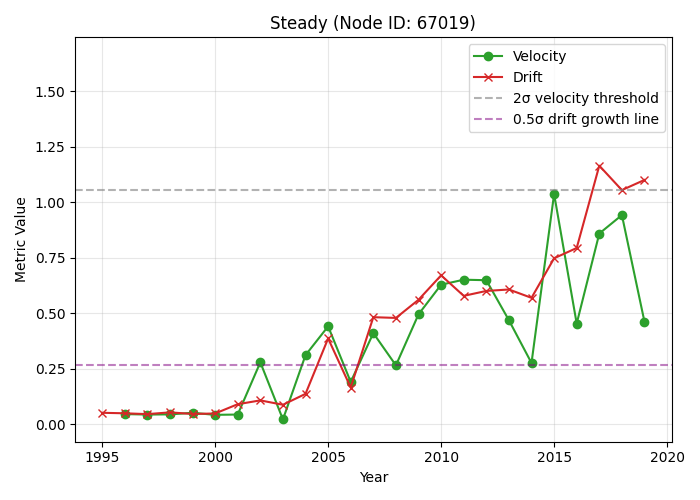 Steady (Node ID: 67019)
Velocity
Drift
2σ velocity threshold
0.5σ drift growth line
Metric Value
1.50
1.25
1.00
0.75
0.50
0.25
0.00
1995
2000
2005
2010
2015
2020
Year